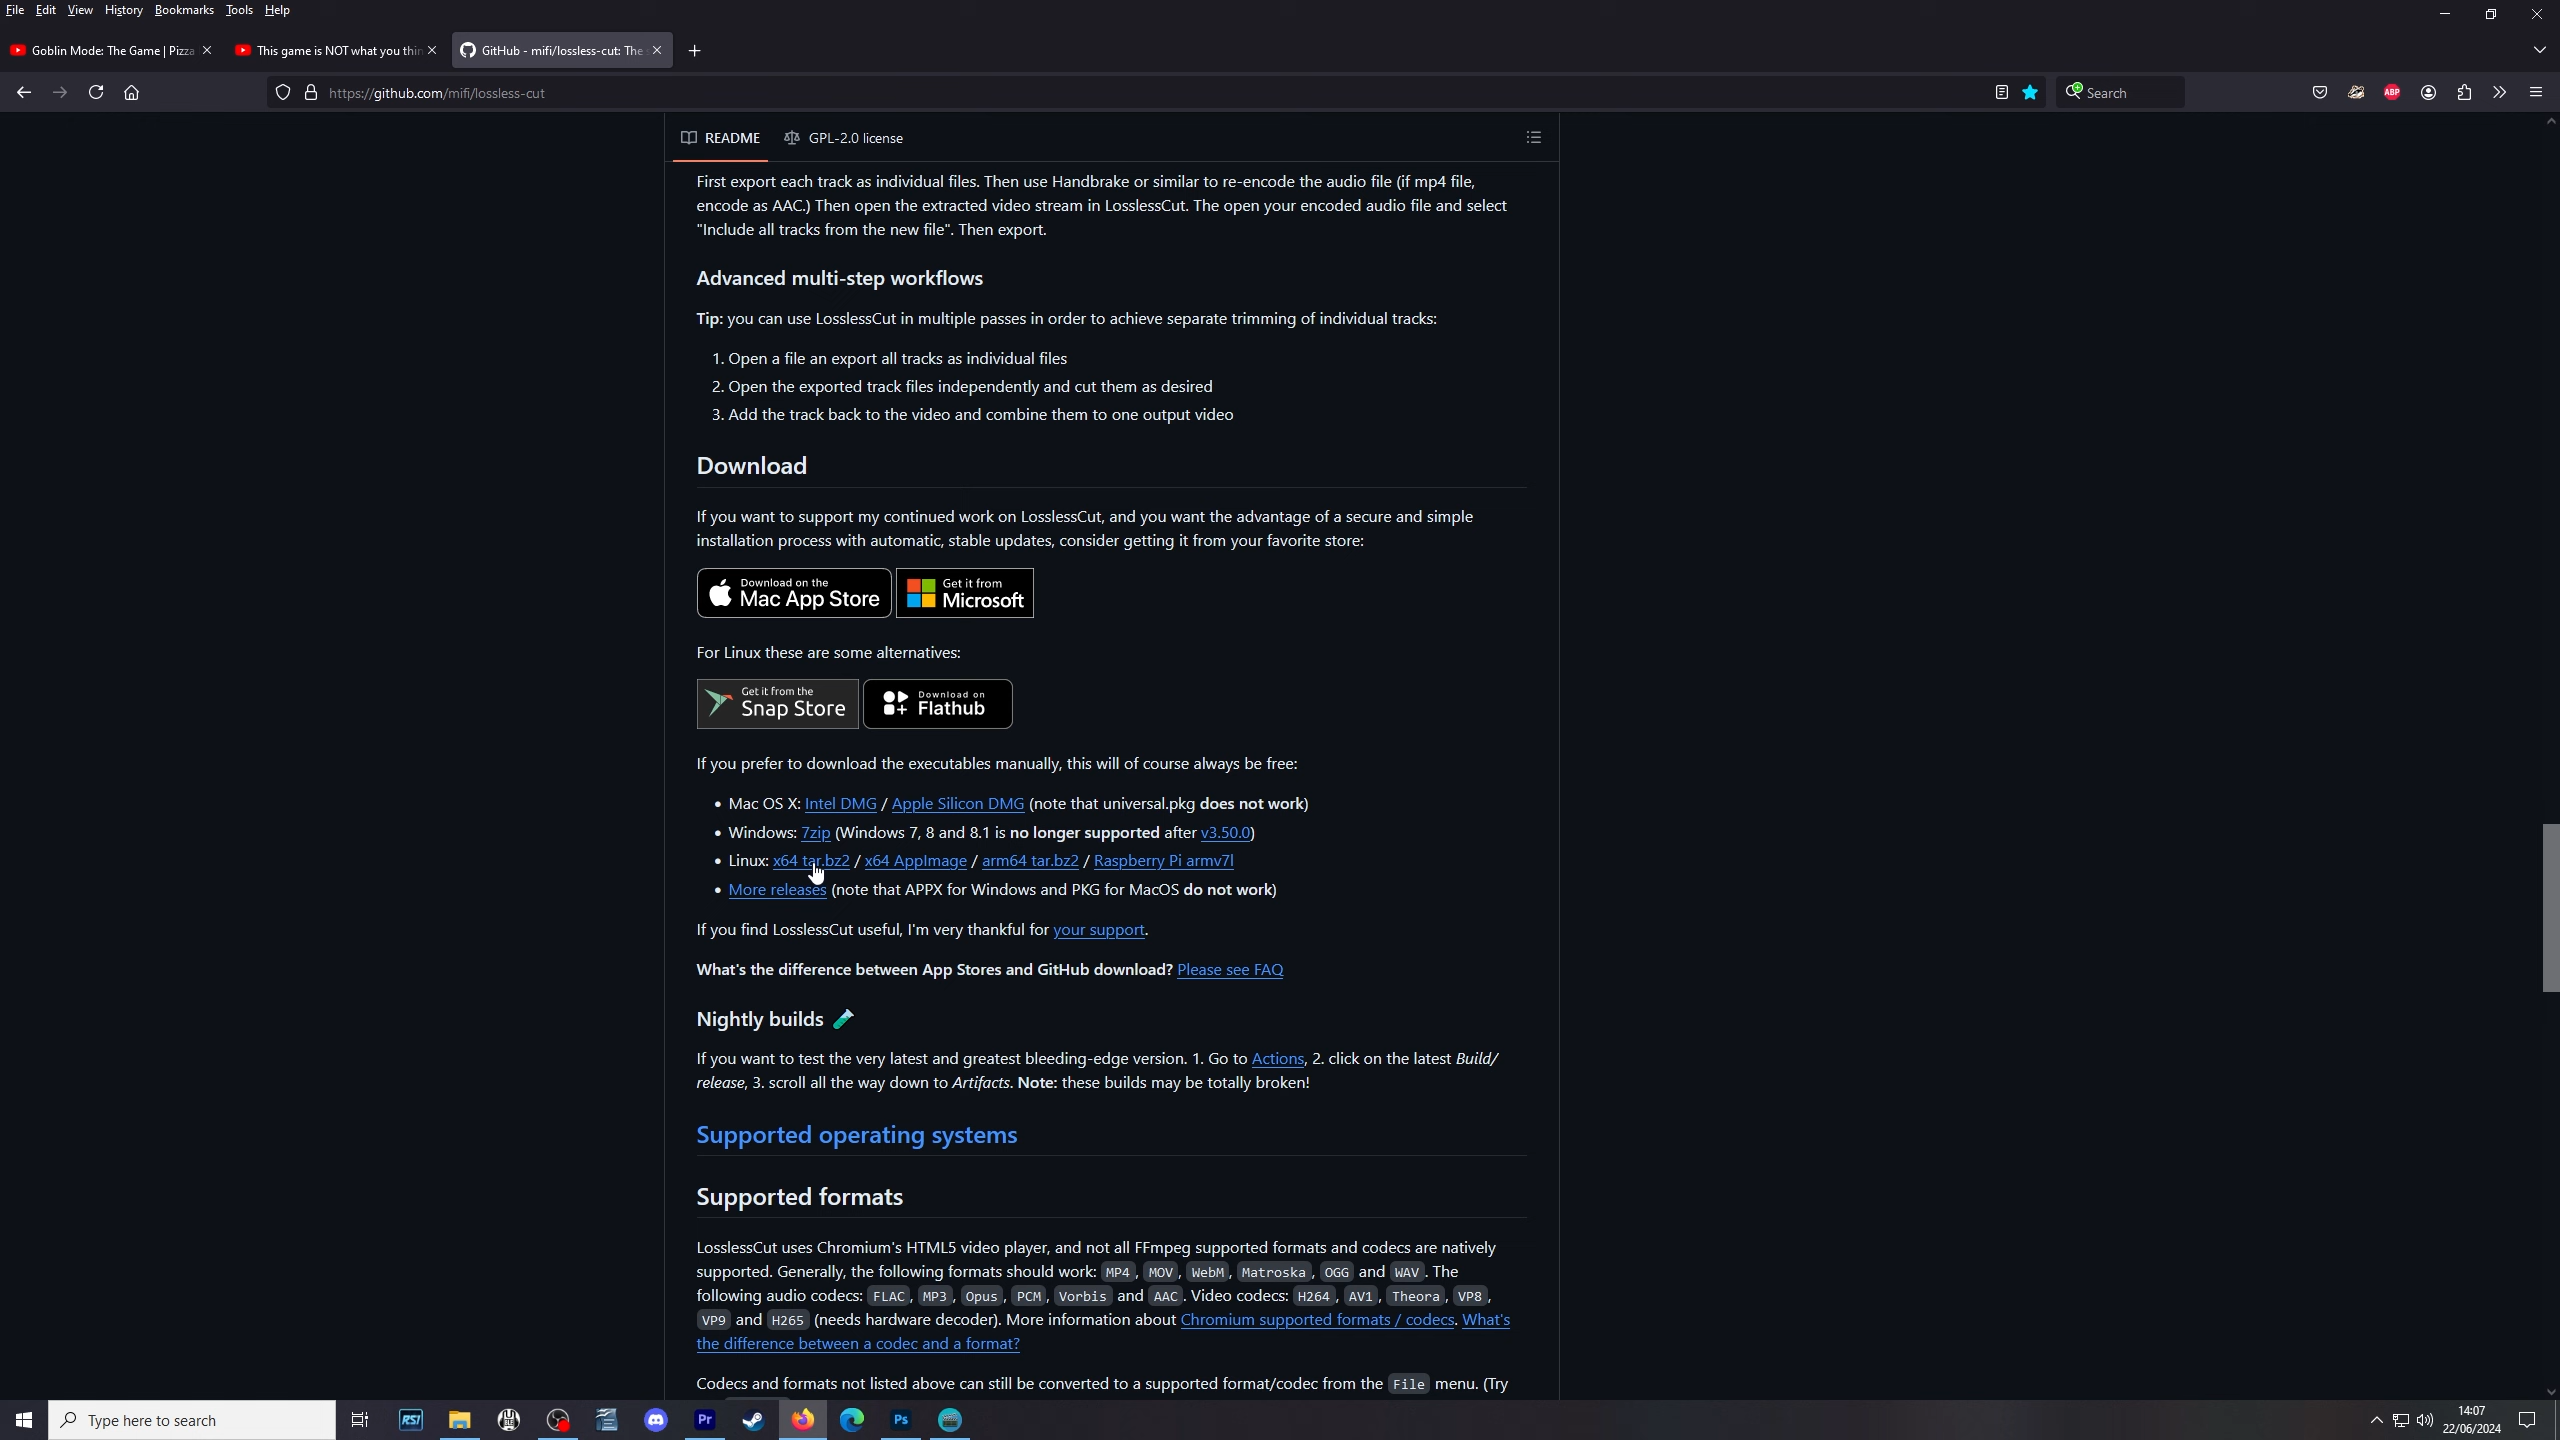 File Edit View History Bookmarks Tools Help
Goblin Mode: The Game | Pizza
This game is NOT what you thin
GitHub - mifi/lossless-cut: The s
https://github.com/mifi/lossless-cut
Search
ABP
README
GPL-2.0 license
First export each track as individual files. Then use Handbrake or similar to re-encode the audio file (if mp4 file,
encode as AAC.) Then open the extracted video stream in LosslessCut. The open your encoded audio file and select
"Include all tracks from the new file". Then export.
Advanced multi-step workflows
Tip: you can use LosslessCut in multiple passes in order to achieve separate trimming of individual tracks:
1. Open a file an export all tracks as individual files
2. Open the exported track files independently and cut them as desired
3. Add the track back to the video and combine them to one output video
Download
If you want to support my continued work on LosslessCut, and you want the advantage of a secure and simple
installation process with automatic, stable updates, consider getting it from your favorite store:
Download on the
Mac App Store
Get it from
Microsoft
For Linux these are some alternatives:
Get it from the
Snap Store
Download on
Flathub
If you prefer to download the executables manually, this will of course always be free:
• Mac OS X: Intel DMG / Apple Silicon DMG (note that universal.pkg does not work)
• Windows: 7zip (Windows 7, 8 and 8.1 is no longer supported after v3.50.0)
• Linux: x64 tar.bz2 / x64 AppImage / arm64 tar.bz2 / Raspberry Pi armv7l
• More releases (note that APPX for Windows and PKG for MacOS do not work)
If you find LosslessCut useful, I'm very thankful for your support.
What's the difference between App Stores and GitHub download? Please see FAQ
Nightly builds
If you want to test the very latest and greatest bleeding-edge version. 1. Go to Actions, 2. click on the latest Build/
release, 3. scroll all the way down to Artifacts. Note: these builds may be totally broken!
Supported operating systems
Supported formats
LosslessCut uses Chromium's HTML5 video player, and not all FFmpeg supported formats and codecs are natively
supported. Generally, the following formats should work: MP4, MOV, WebM, Matroska, OGG and WAV. The
following audio codecs: FLAC, MP3, Opus, PCM, Vorbis and AAC. Video codecs: H264, AV1, Theora, VP8,
VP9 and H265 (needs hardware decoder). More information about Chromium supported formats / codecs. What's
the difference between a codec and a format?
Codecs and formats not listed above can still be converted to a supported format/codec from the File menu. (Try
Type here to search
RSI
Pr
Ps
14:07
22/06/2024